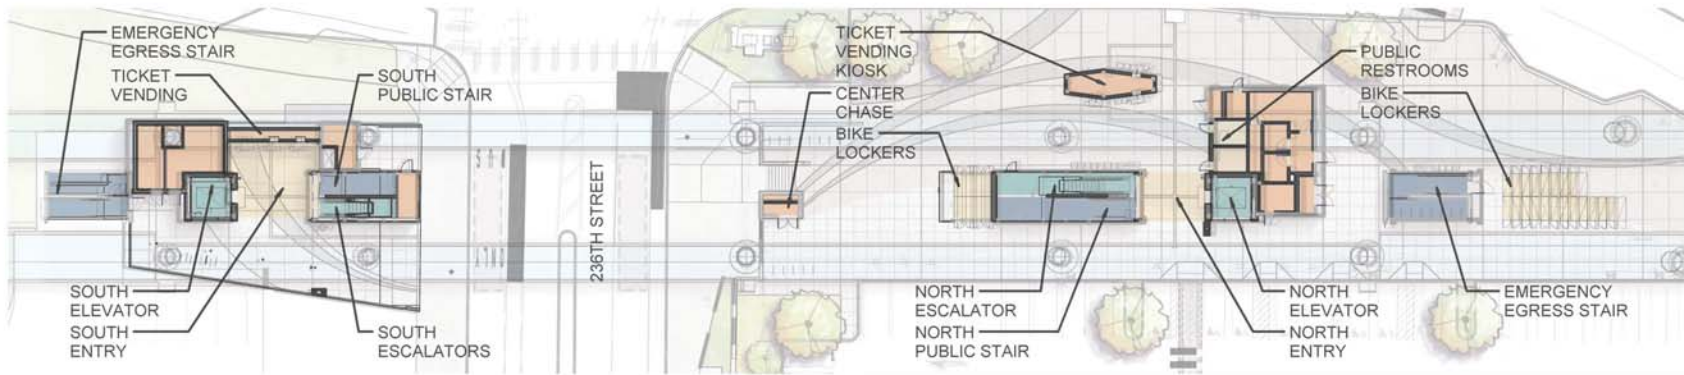 EMERGENCY
EGRESS STAIR
TICKET
VENDING
SOUTH
PUBLIC STAIR
SOUTH
ELEVATOR
SOUTH
ENTRY
SOUTH
ESCALATORS
236TH STREET
TICKET
VENDING
KIOSK
CENTER
CHASE
BIKE
LOCKERS
PUBLIC
RESTROOMS
BIKE
LOCKERS
NORTH
ESCALATOR
NORTH
PUBLIC STAIR
NORTH
ELEVATOR
NORTH
ENTRY
EMERGENCY
EGRESS STAIR